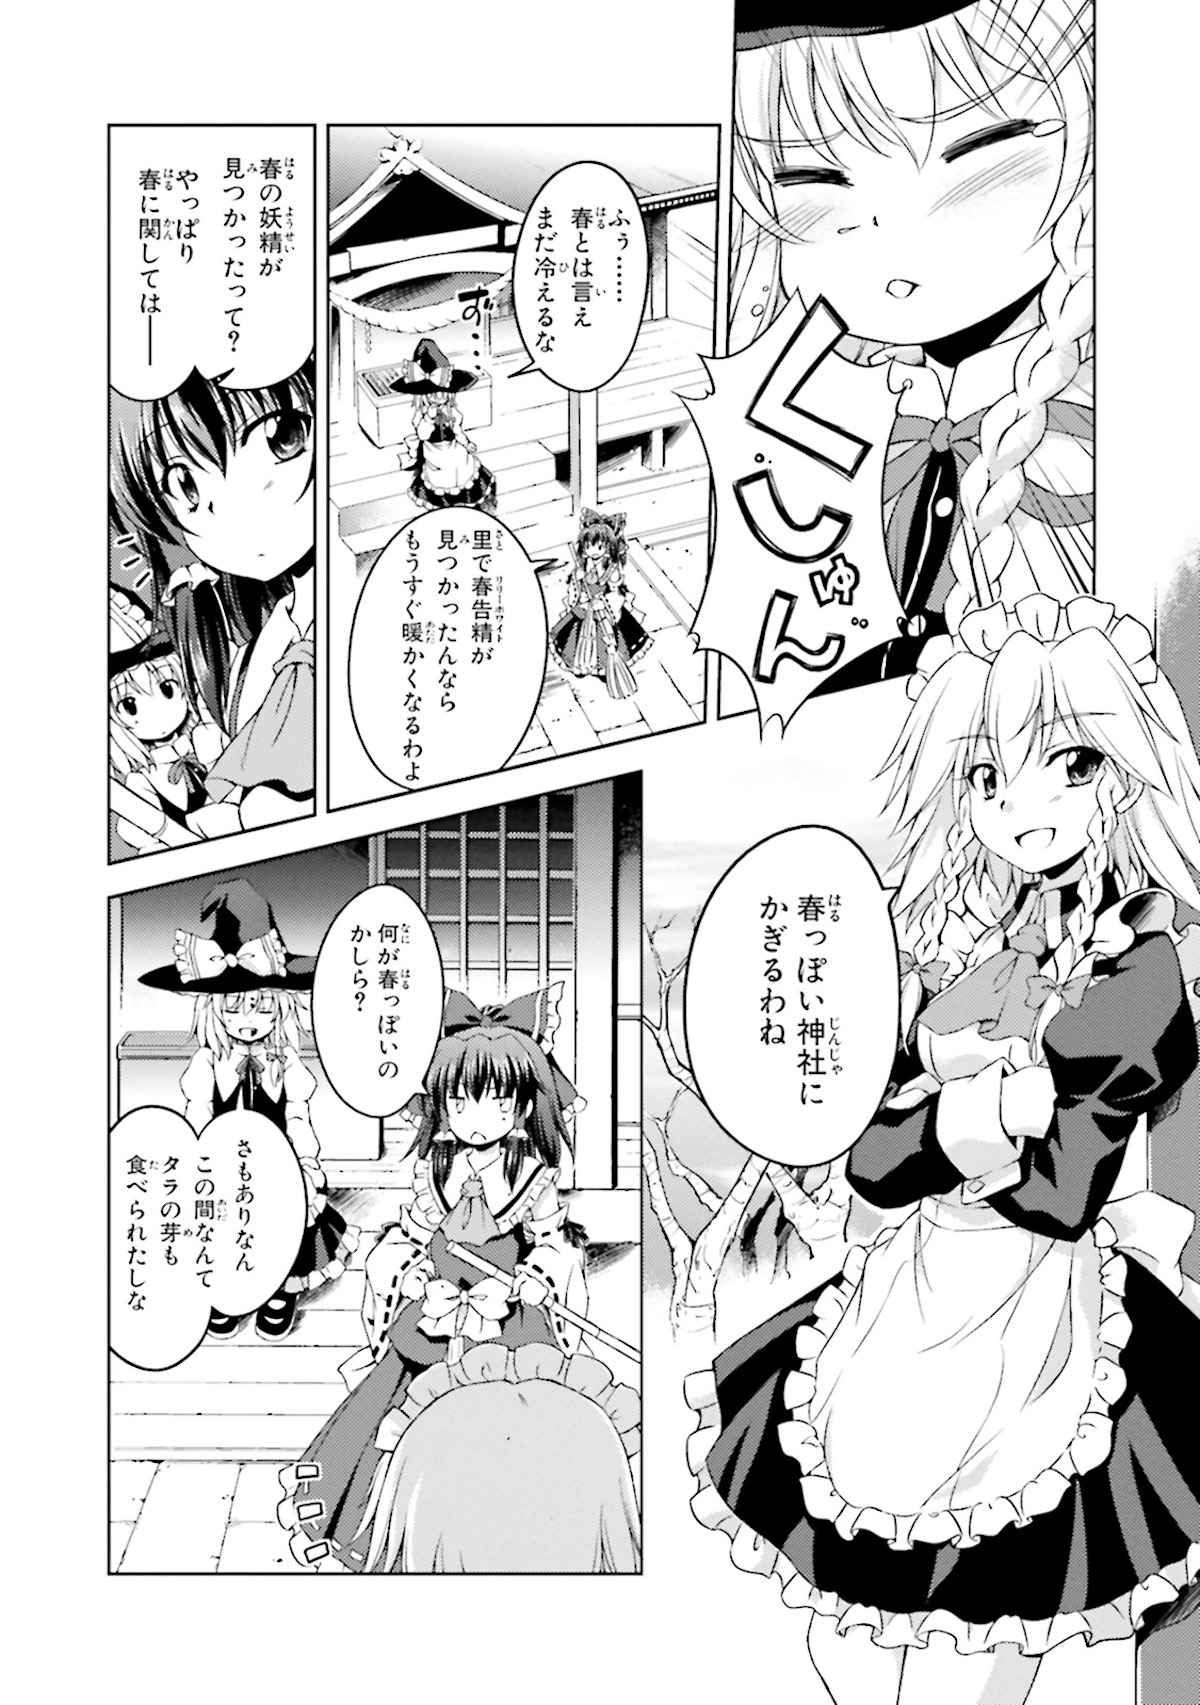 くしゅん
ふぅ……
春とは言え
まだ冷えるな
ず…
里で春告精が
見つかったんなら
もうすぐ暖かくなるわよ
春の妖精が
見つかったって？
やっぱり
春に関しては──
春っぽい神社に
かぎるわね
何が春っぽいの
かしら？
さもありなん
この間なんて
タラの芽も
食べられたしな